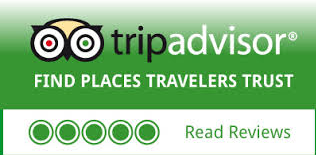 tripadvisor®
FIND PLACES TRAVELERS TRUST
Read Reviews